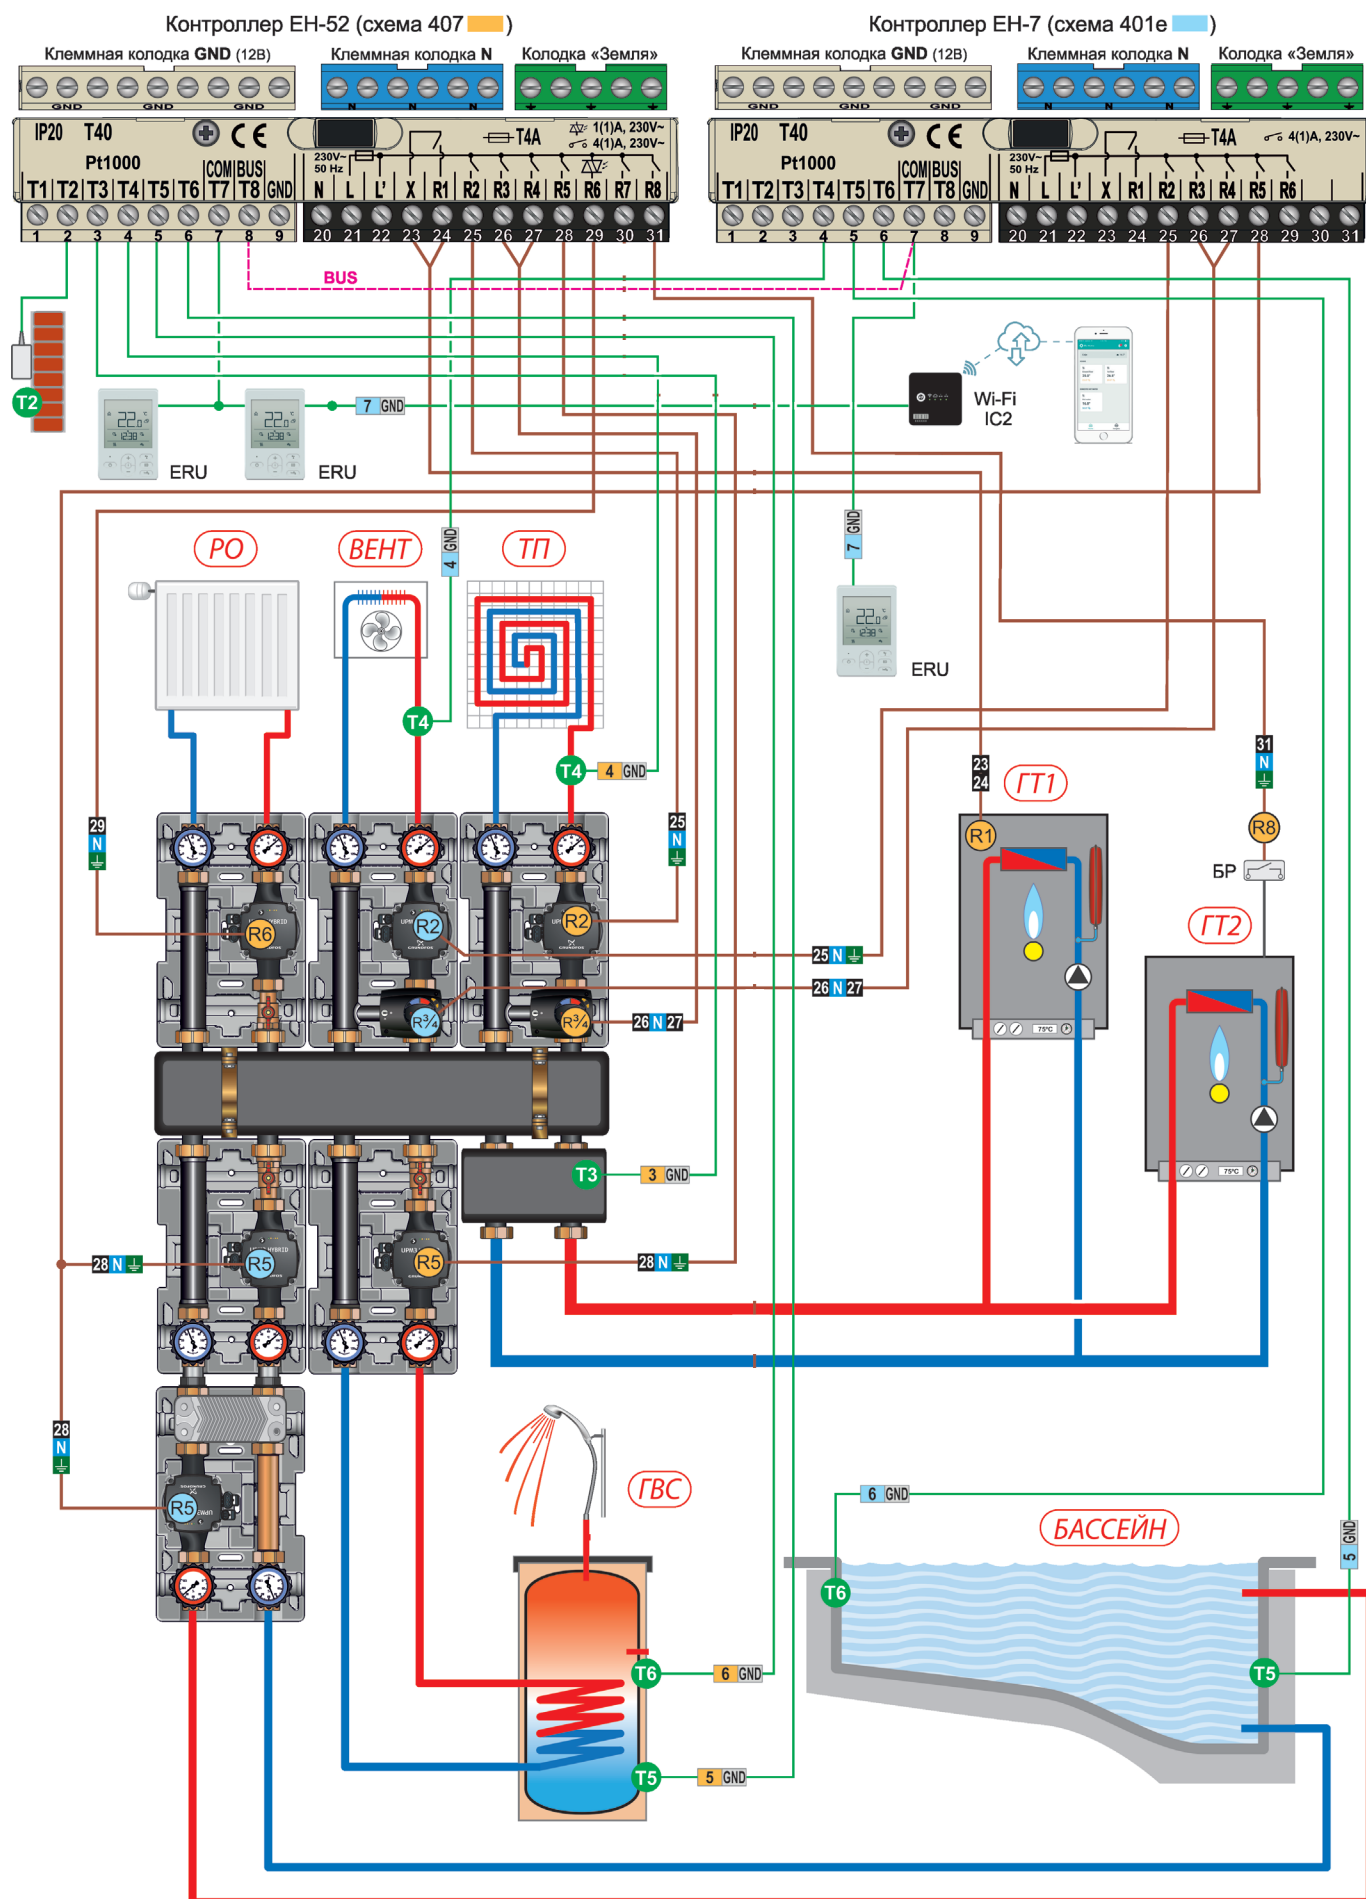 Контроллер ЕН-52 (схема 407)
Контроллер ЕН-7 (схема 401е)
Клеммная колодка GND (12В)
Клеммная колодка N
Колодка «Земля»
Клеммная колодка GND (12В)
Клеммная колодка N
Колодка «Земля»
GND GND GND
N N N
GND GND GND
N N N
IP20 T40 CE T4A 1(1)A, 230V~
4(1)A, 230V~
Pt1000 COM BUS 230V~ 50 Hz
T1 T2 T3 T4 T5 T6 T7 T8 GND N L L' X R1 R2 R3 R4 R5 R6 R7 R8
1 2 3 4 5 6 7 8 9 20 21 22 23 24 25 26 27 28 29 30 31
IP20 T40 CE T4A 4(1)A, 230V~
Pt1000 COM BUS 230V~ 50 Hz
T1 T2 T3 T4 T5 T6 T7 T8 GND N L L' X R1 R2 R3 R4 R5 R6
1 2 3 4 5 6 7 8 9 20 21 22 23 24 25 26 27 28 29 30 31
BUS
T2
7 GND
ERU
ERU
Wi-Fi
IC2
РО
ВЕНТ
ТП
4 GND
7 GND
ERU
T4
T4
4 GND
23
24
ГТ1
31
N
29
N
25
N
R1
R8
БР
R6
R2
R2
ГТ2
25 N
26 N 27
R3/4
R3/4
26 N 27
75°C
T3
3 GND
75°C
28 N
R5
R5
28 N
28
N
R5
ГВС
6 GND
БАССЕЙН
5 GND
T6
T6
6 GND
T5
T5
5 GND